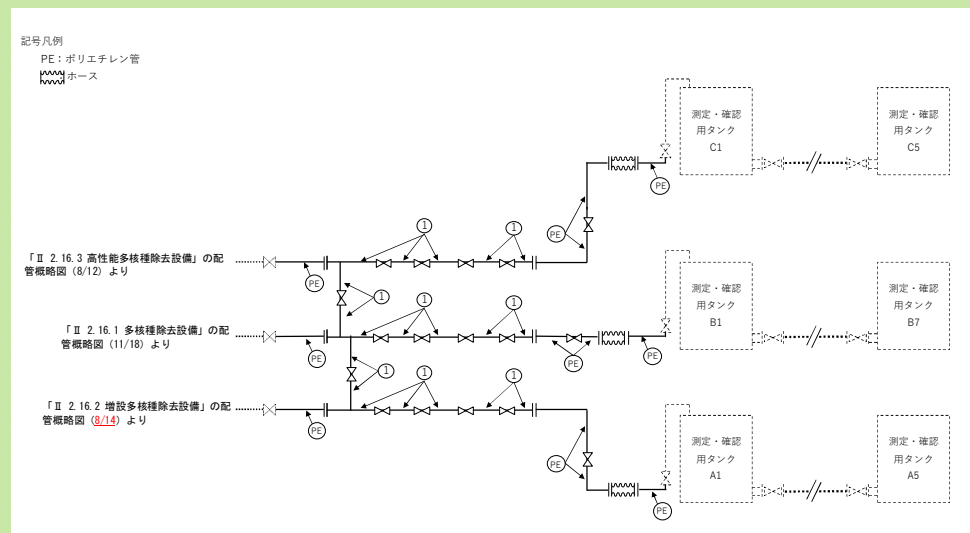 記号凡例
PE：ポリエチレン管
ホース
測定・確認
用タンク
C1
測定・確認
用タンク
C5
PE
①
①
PE
「Ⅱ 2.16.3 高性能多核種除去設備」の配
管概略図（8/12）より
PE
①
測定・確認
用タンク
B1
測定・確認
用タンク
B7
①
①
「Ⅱ 2.16.1 多核種除去設備」の配
管概略図（11/18）より
PE
PE
PE
①
①
①
「Ⅱ 2.16.2 増設多核種除去設備」の配
管概略図（8/14）より
PE
測定・確認
用タンク
A1
測定・確認
用タンク
A5
PE
PE